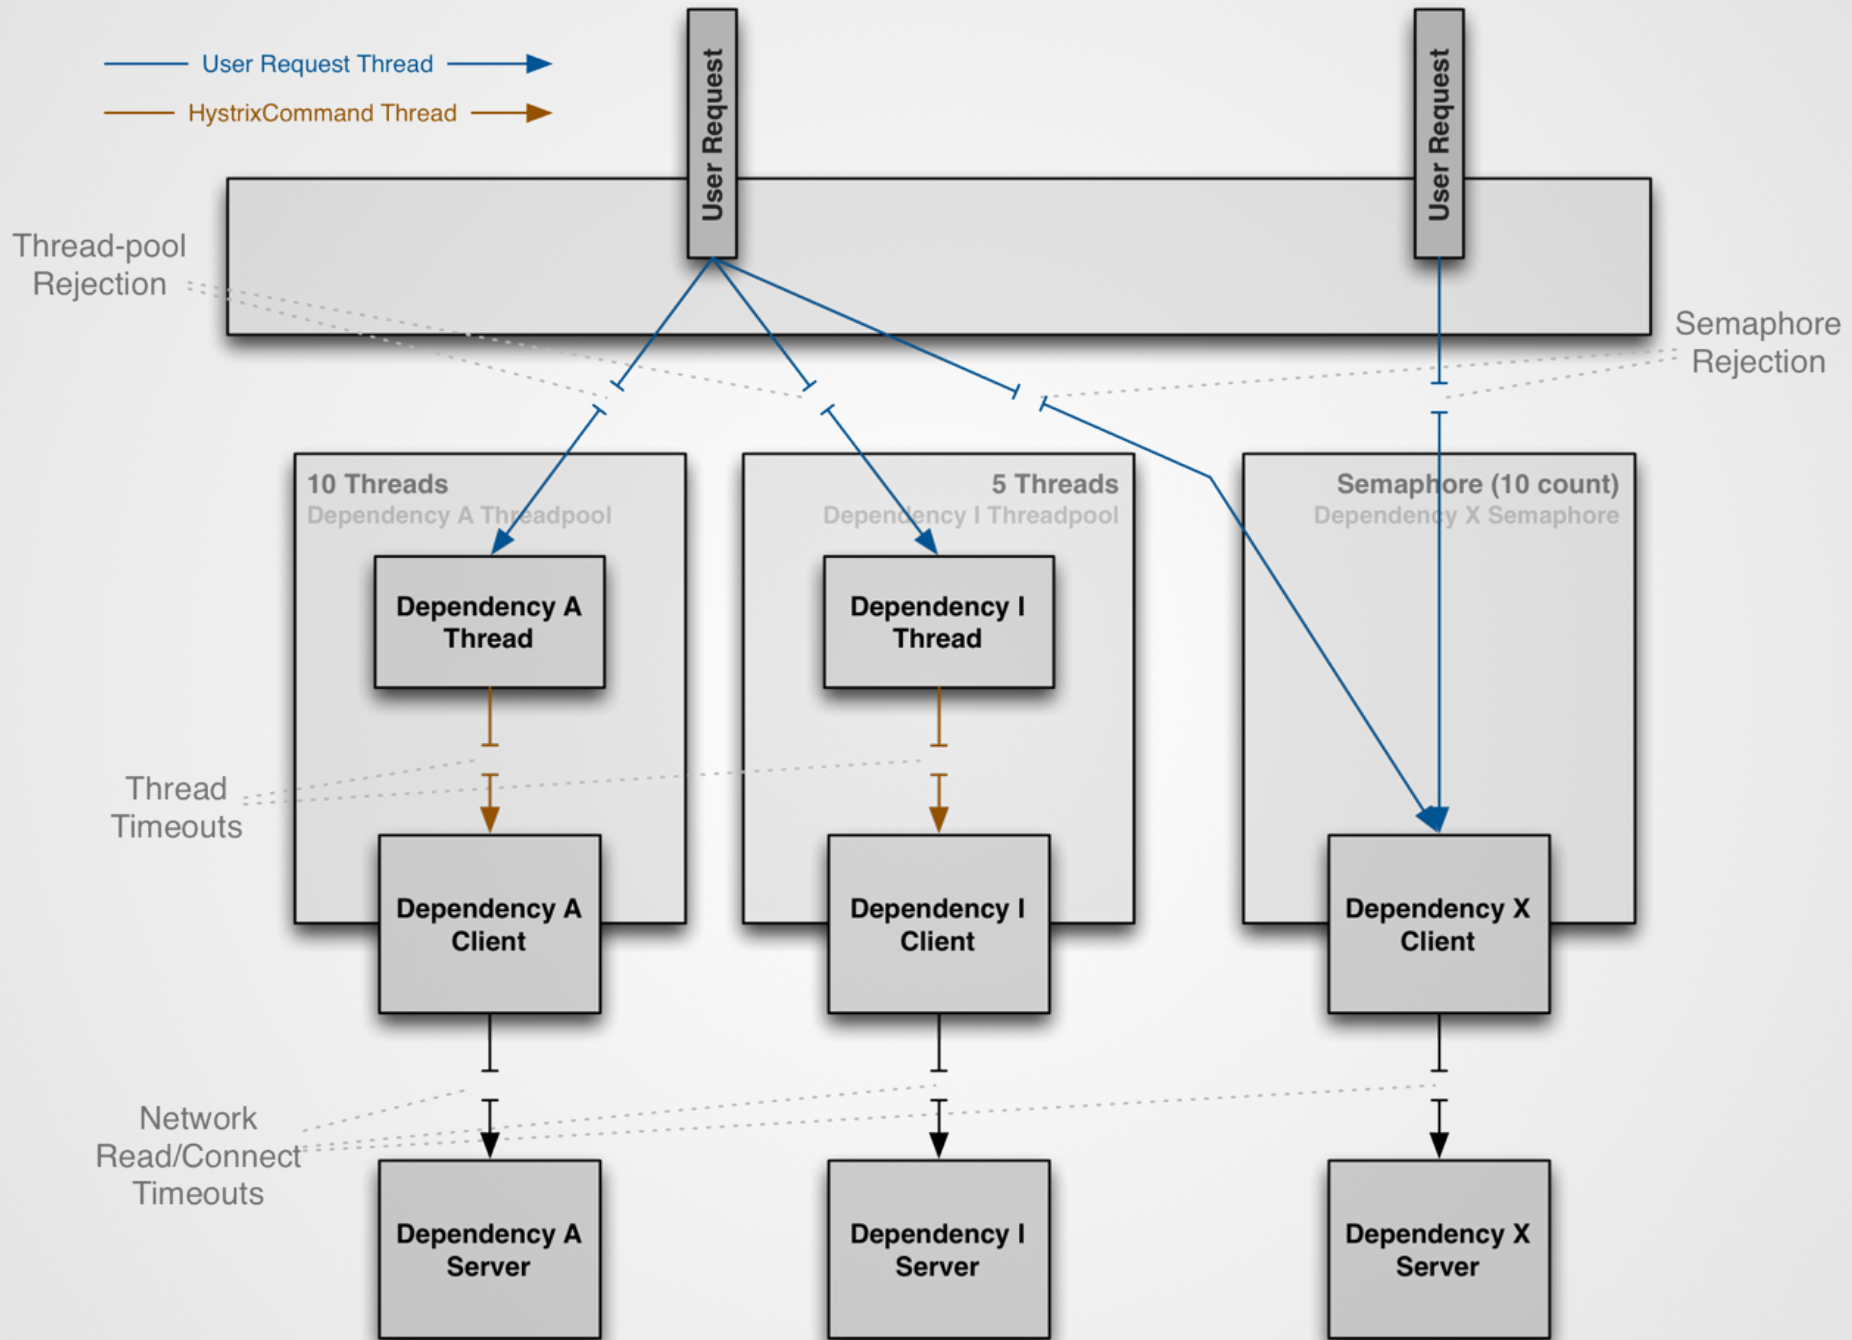 User Request Thread
HystrixCommand Thread
User Request
User Request
Thread-pool
Rejection
Semaphore
Rejection
10 Threads
Dependency A Threadpool
5 Threads
Dependency I Threadpool
Semaphore (10 count)
Dependency X Semaphore
Dependency A
Thread
Dependency I
Thread
Thread
Timeouts
Dependency A
Client
Dependency I
Client
Dependency X
Client
Network
Read/Connect
Timeouts
Dependency A
Server
Dependency I
Server
Dependency X
Server